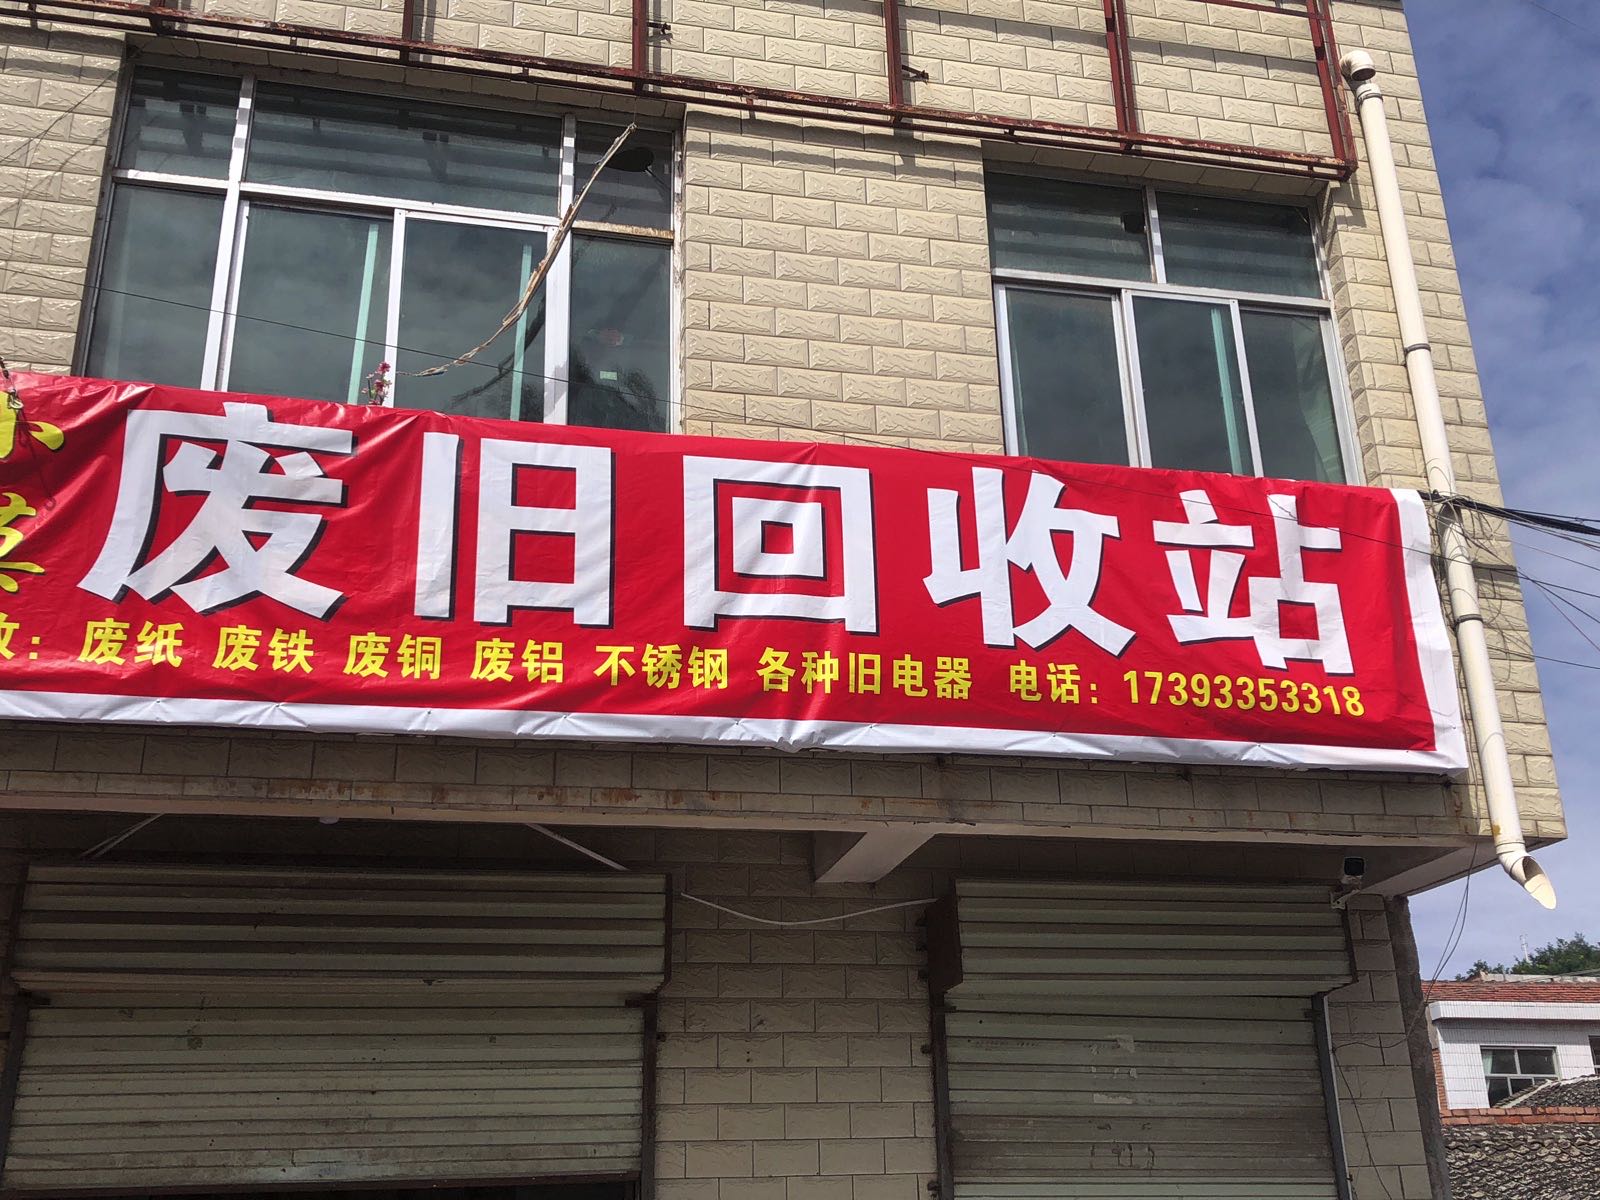 废旧回收站
收：废纸 废铁 废铜 废铝 不锈钢 各种旧电器 电话：17393353318